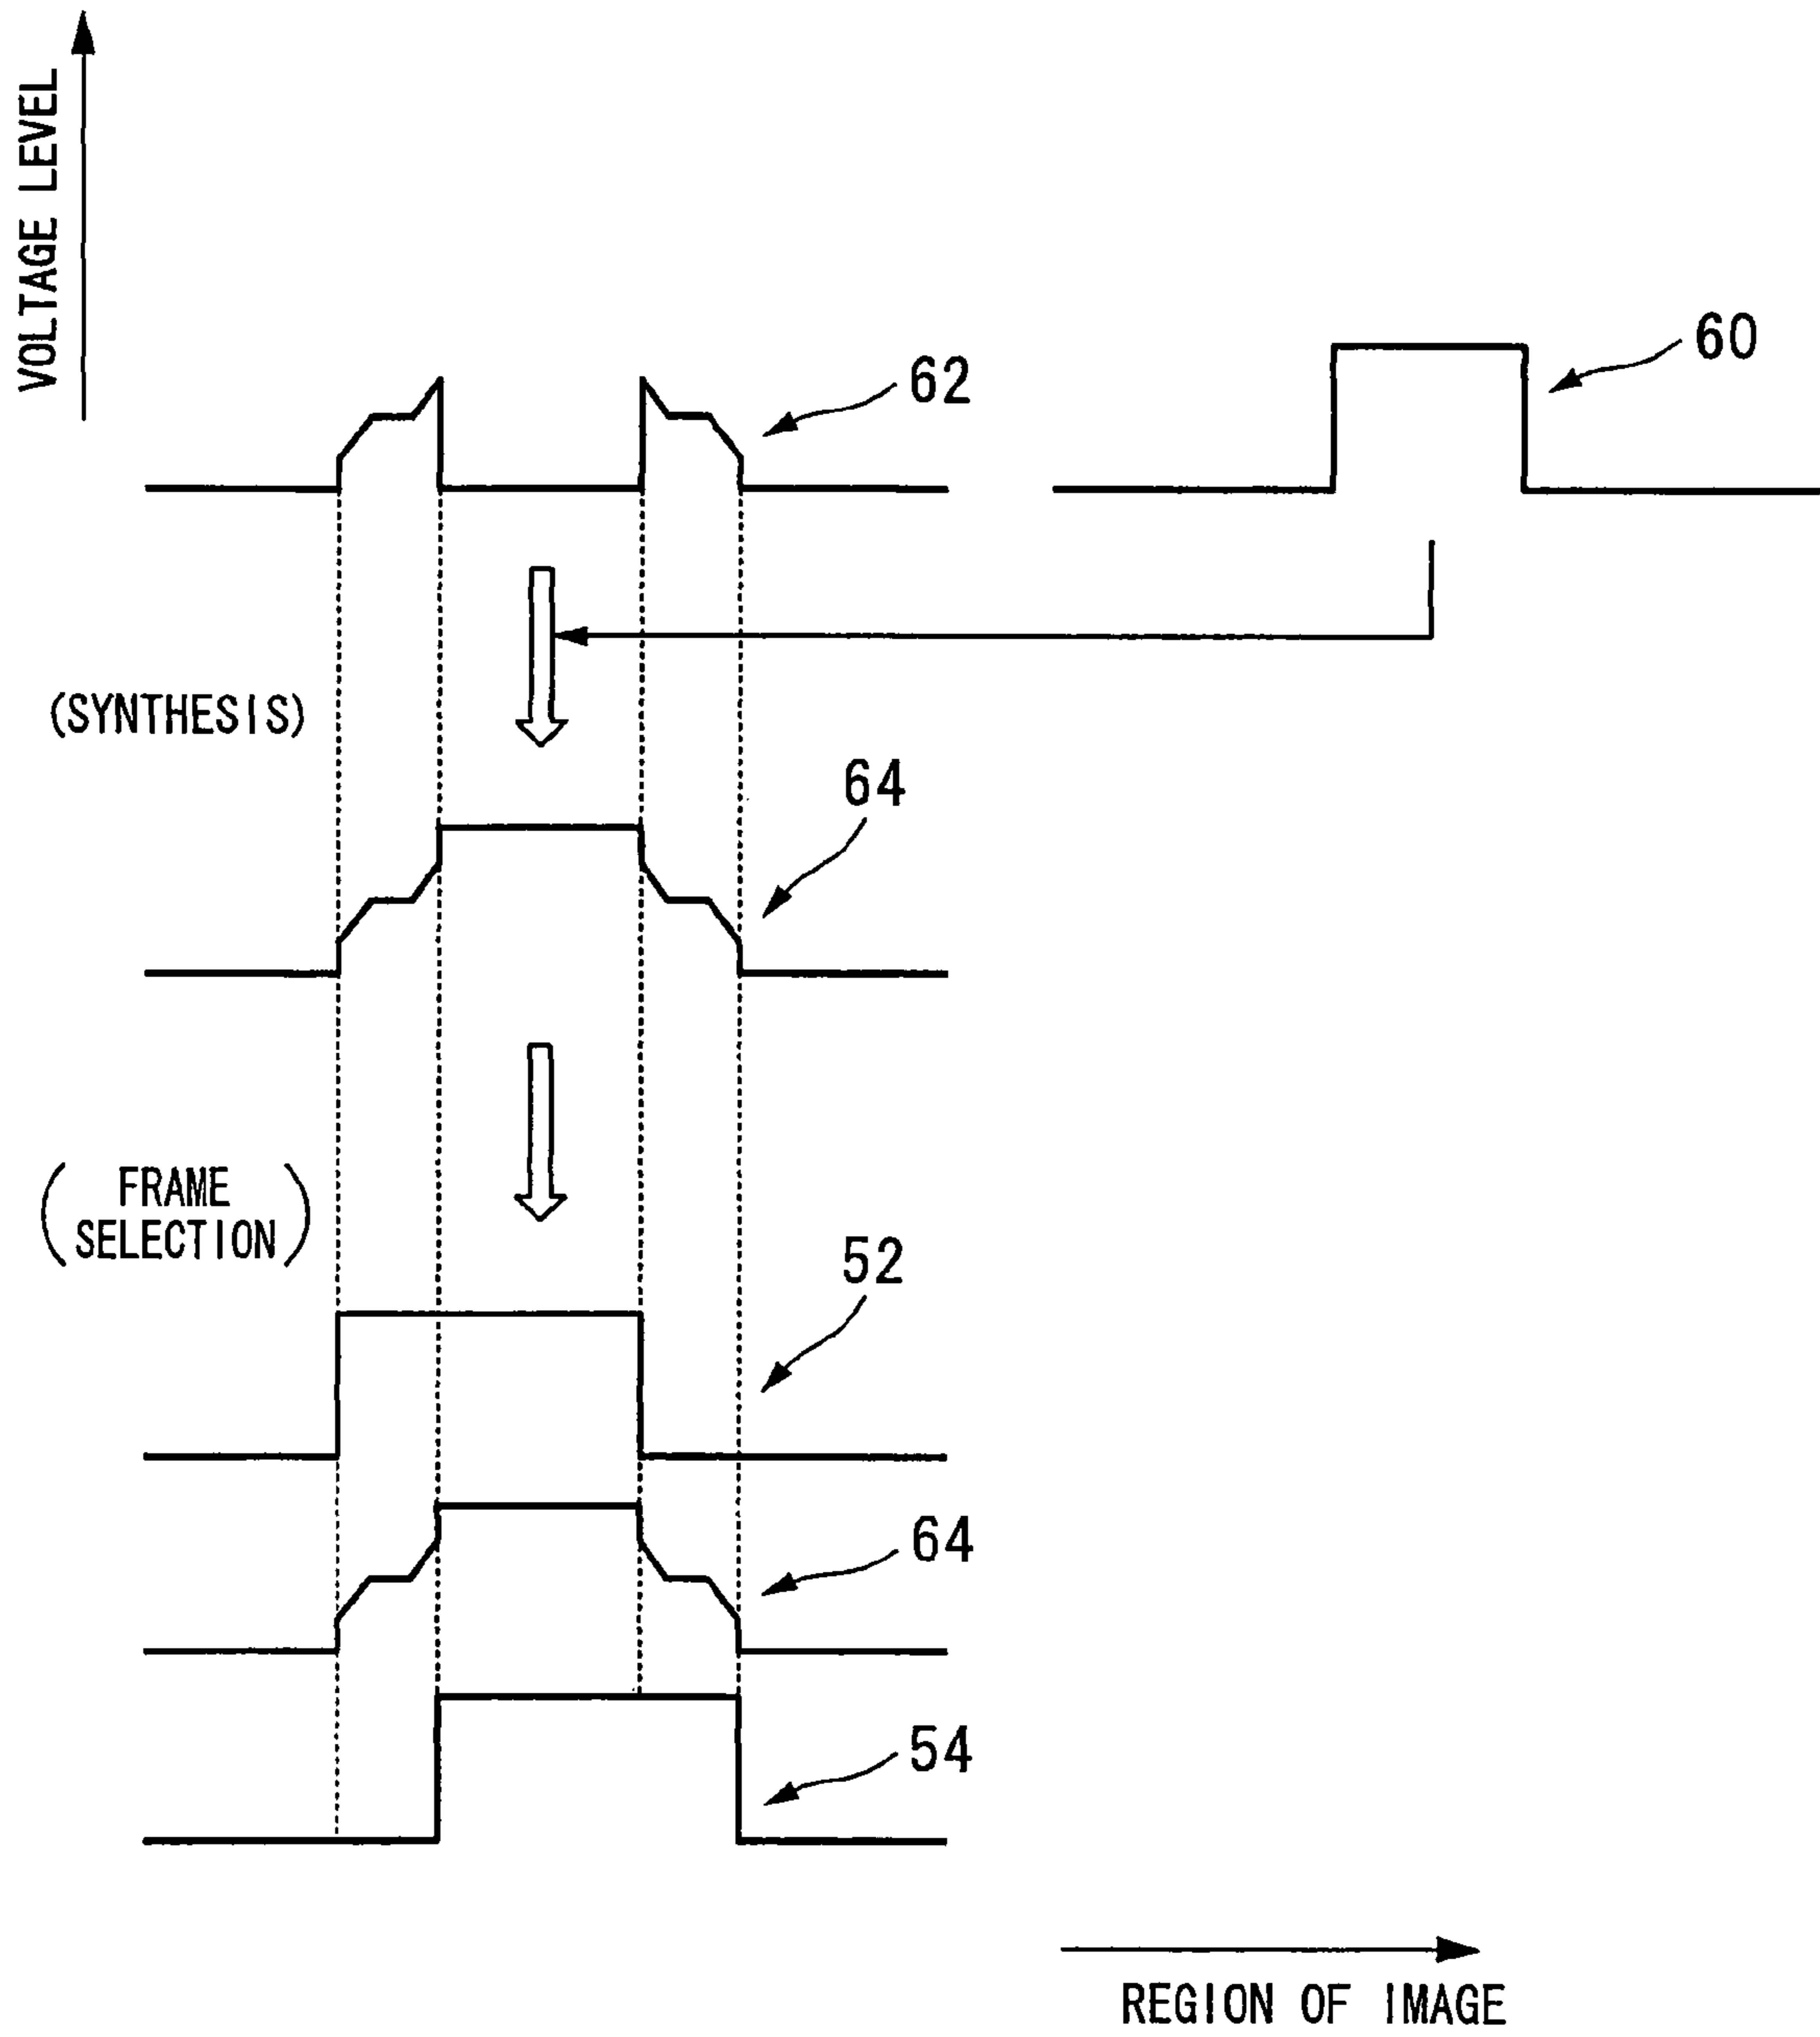 VOLTAGE LEVEL
60
62
(SYNTHESIS)
64
(FRAME
SELECTION)
52
64
54
REGION OF IMAGE